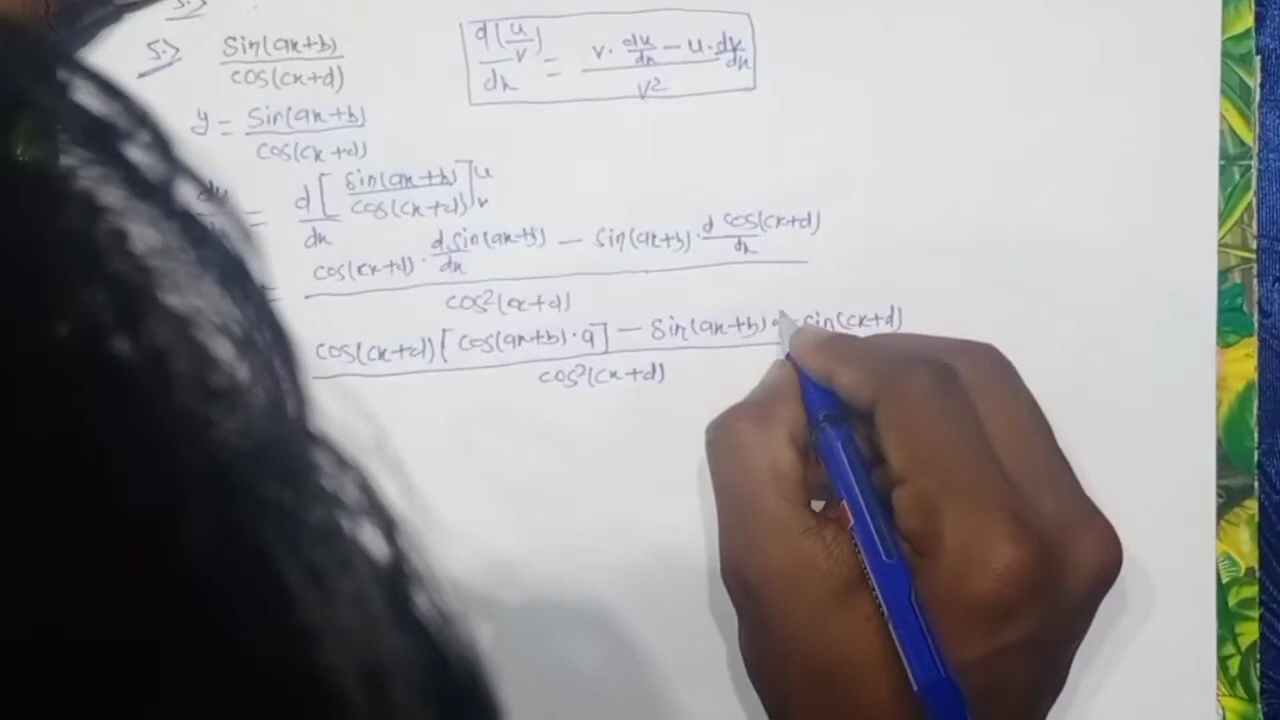 5.) sin(ax+b)/cos(cx+d)
d(u/v)/dx = (v. du/dx - u. dv/dx)/v²
y = sin(ax+b)/cos(cx+d)
= d/dx [sin(ax+b)/cos(cx+d)] u v
cos(cx+d). d sin(ax+b)/dx - sin(ax+b). d cos(cx+d)/dx
cos²(cx+d)
cos(cx+d)[cos(ax+b).a] - sin(ax+b) - sin(cx+d)
cos²(cx+d)